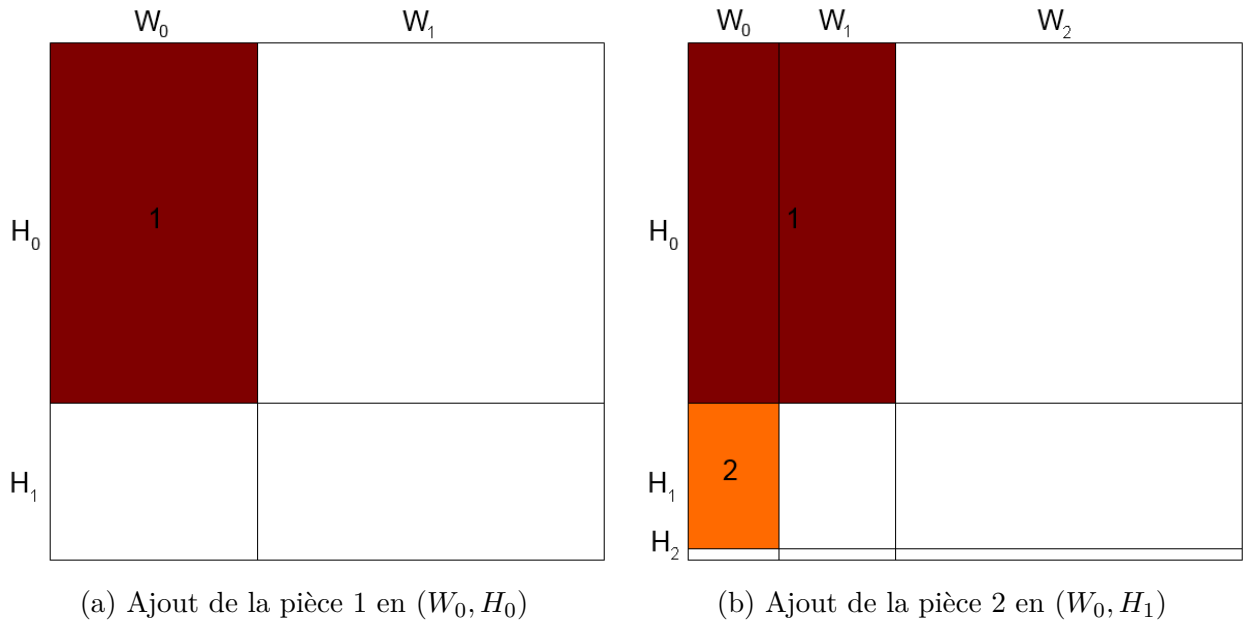 W₀ W₁
H₀
1
H₁
(a) Ajout de la pièce 1 en (W₀, H₀)
W₀ W₁ W₂
H₀
1
2
H₁
H₂
(b) Ajout de la pièce 2 en (W₀, H₁)